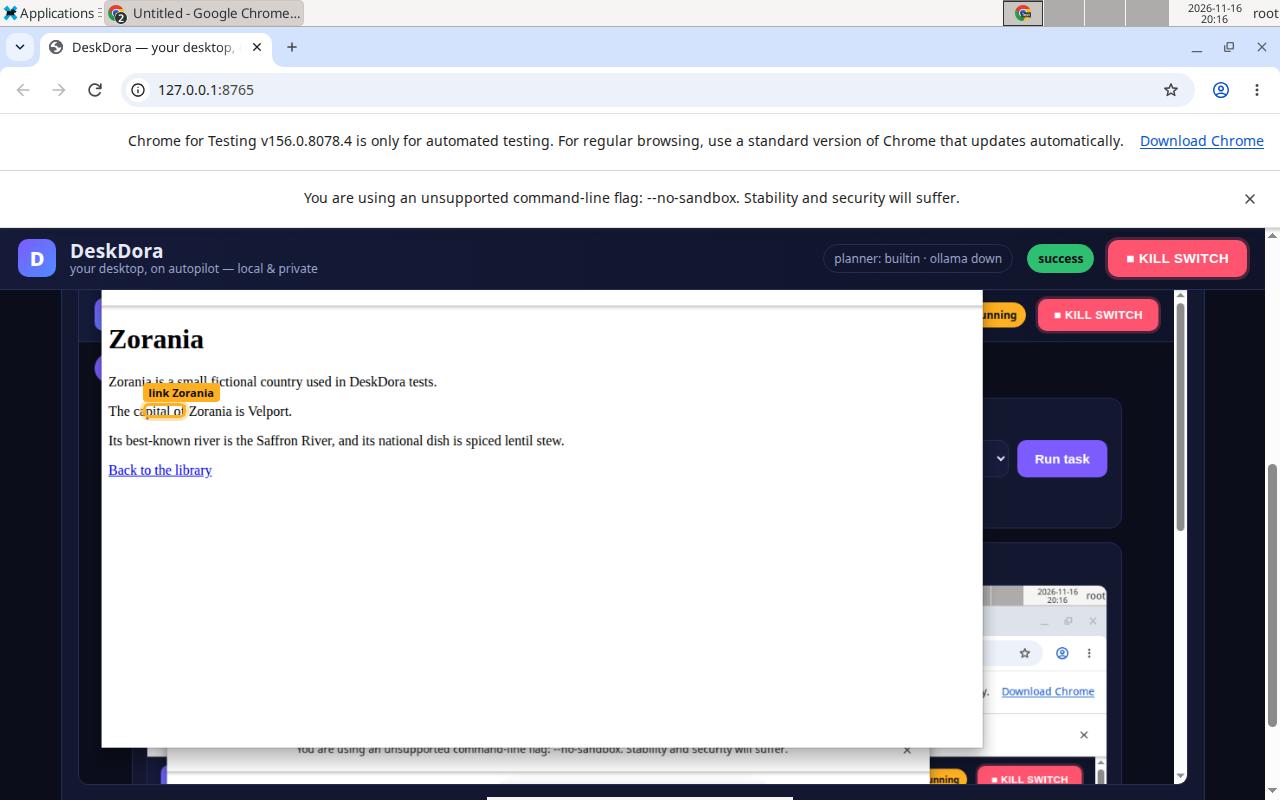 Applications
Untitled - Google Chrome...
2026-11-16
20:16
root
DeskDora — your desktop,
127.0.0.1:8765
Chrome for Testing v156.0.8078.4 is only for automated testing. For regular browsing, use a standard version of Chrome that updates automatically.
Download Chrome
You are using an unsupported command-line flag: --no-sandbox. Stability and security will suffer.
D
DeskDora
your desktop, on autopilot — local & private
planner: builtin · ollama down
success
■ KILL SWITCH
unning
■ KILL SWITCH
Zorania
Zorania is a small fictional country used in DeskDora tests.
link Zorania
The capital of Zorania is Velport.
Its best-known river is the Saffron River, and its national dish is spiced lentil stew.
Run task
Back to the library
2026-11-16
20:16
root
y.
Download Chrome
You are using an unsupported command-line flag: --no-sandbox. Stability and security will suffer.
unning
■ KILL SWITCH